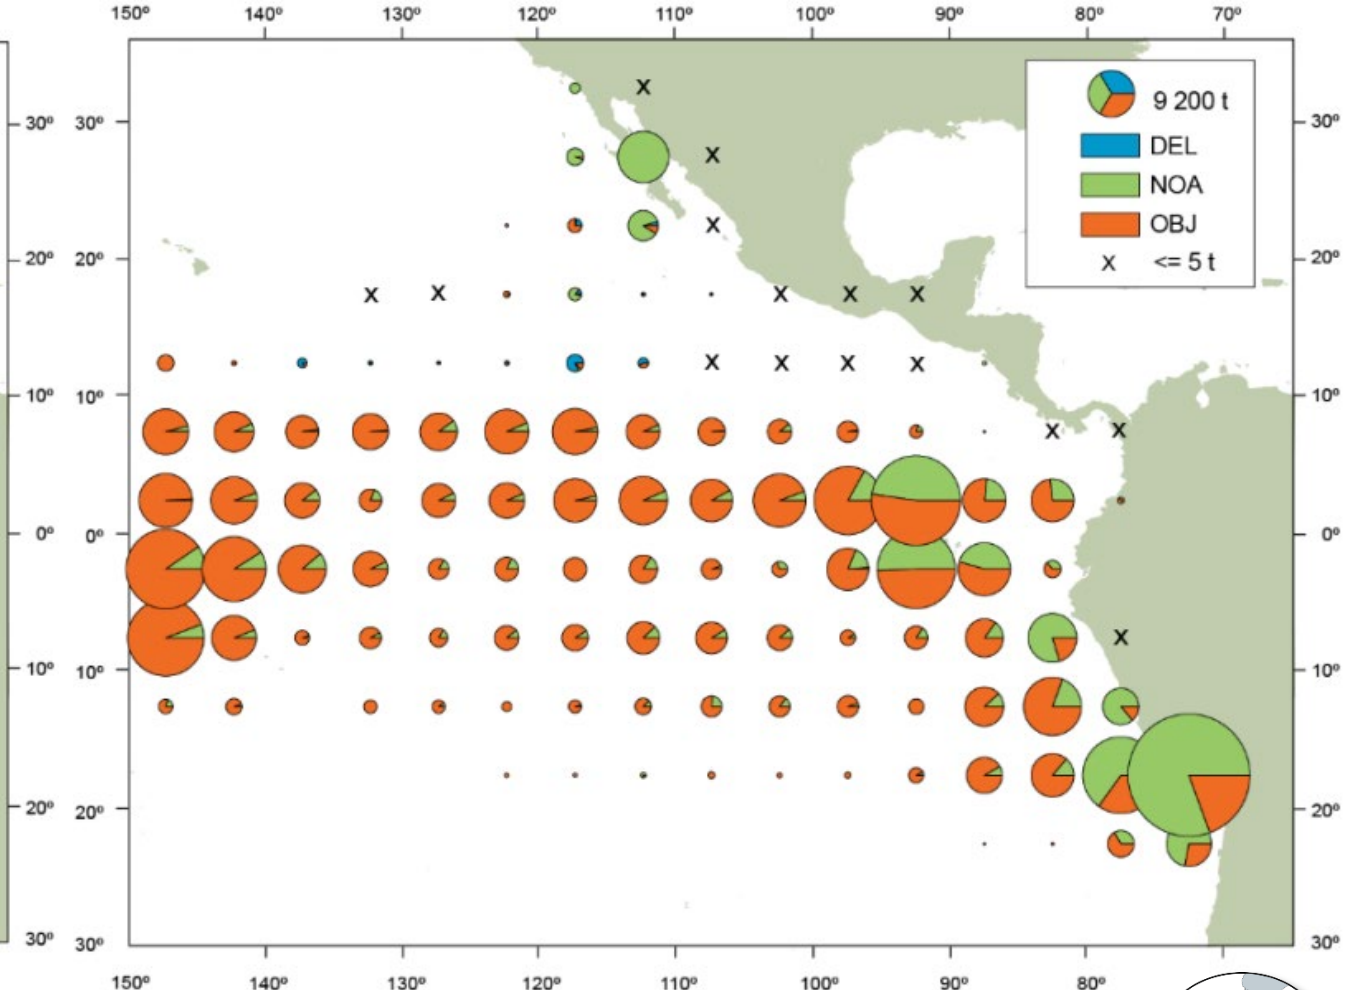 150º 140º 130º 120º 110º 100º 90º 80º 70º
X
9 200 t
30º 30º 30º
DEL
X
NOA
X
OBJ
20º 20º 20º
X <= 5 t
X X X X X
X X X X
10º 10º 10º
X X
0º 0º 0º
X
10º 10º 10º
20º 20º 20º
30º 30º 30º
150º 140º 130º 120º 110º 100º 90º 80º